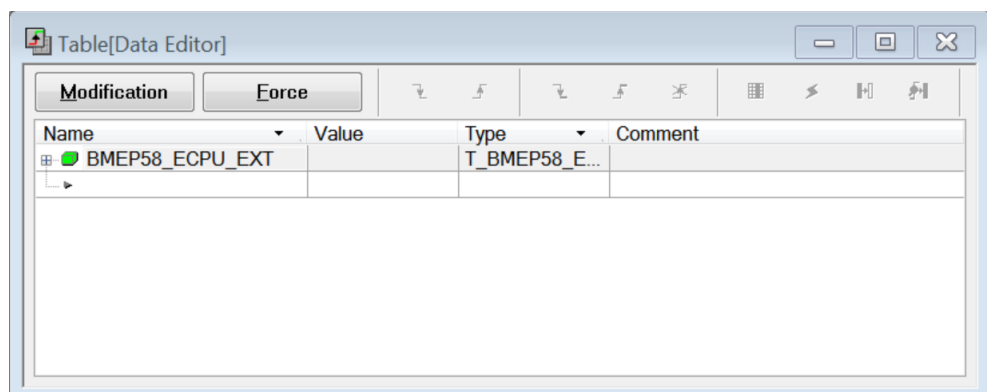 Table[Data Editor]
Modification Force
Name Value Type Comment
BMEP58_ECPU_EXT T_BMEP58_E...